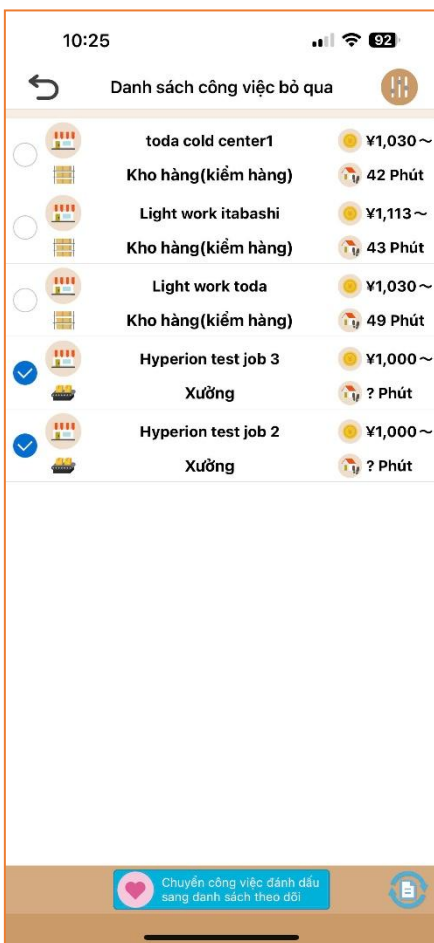 10:25 92
Danh sách công việc bỏ qua
toda cold center1 ¥1,030~
Kho hàng(kiểm hàng) 42 Phút
Light work itabashi ¥1,113~
Kho hàng(kiểm hàng) 43 Phút
Light work toda ¥1,030~
Kho hàng(kiểm hàng) 49 Phút
Hyperion test job 3 ¥1,000~
Xưởng ? Phút
Hyperion test job 2 ¥1,000~
Xưởng ? Phút
Chuyển công việc đánh dấu
sang danh sách theo dõi